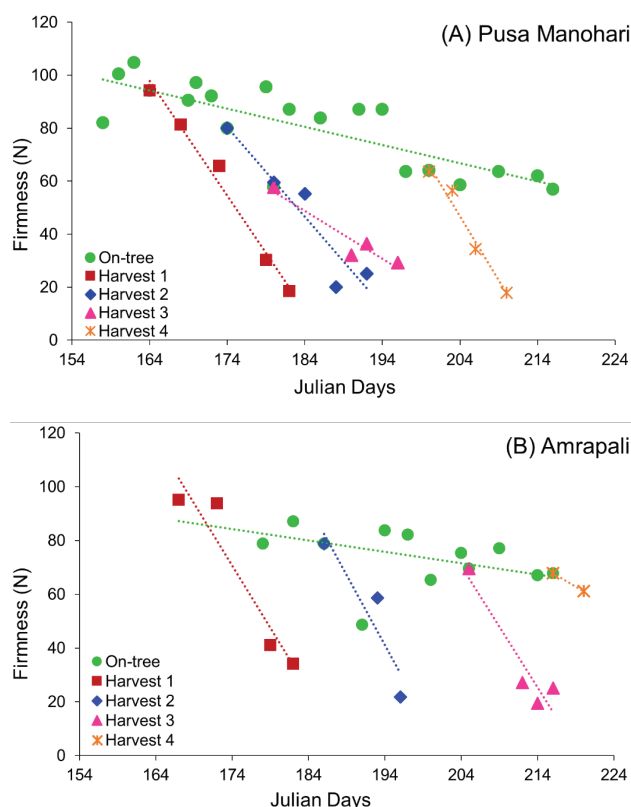 (A) Pusa Manohari
120
100
80
60
40
20
0
Firmness (N)
On-tree
Harvest 1
Harvest 2
Harvest 3
Harvest 4
154 164 174 184 194 204 214 224
Julian Days
(B) Amrapali
120
100
80
60
40
20
0
Firmness (N)
On-tree
Harvest 1
Harvest 2
Harvest 3
Harvest 4
154 164 174 184 194 204 214 224
Julian Days